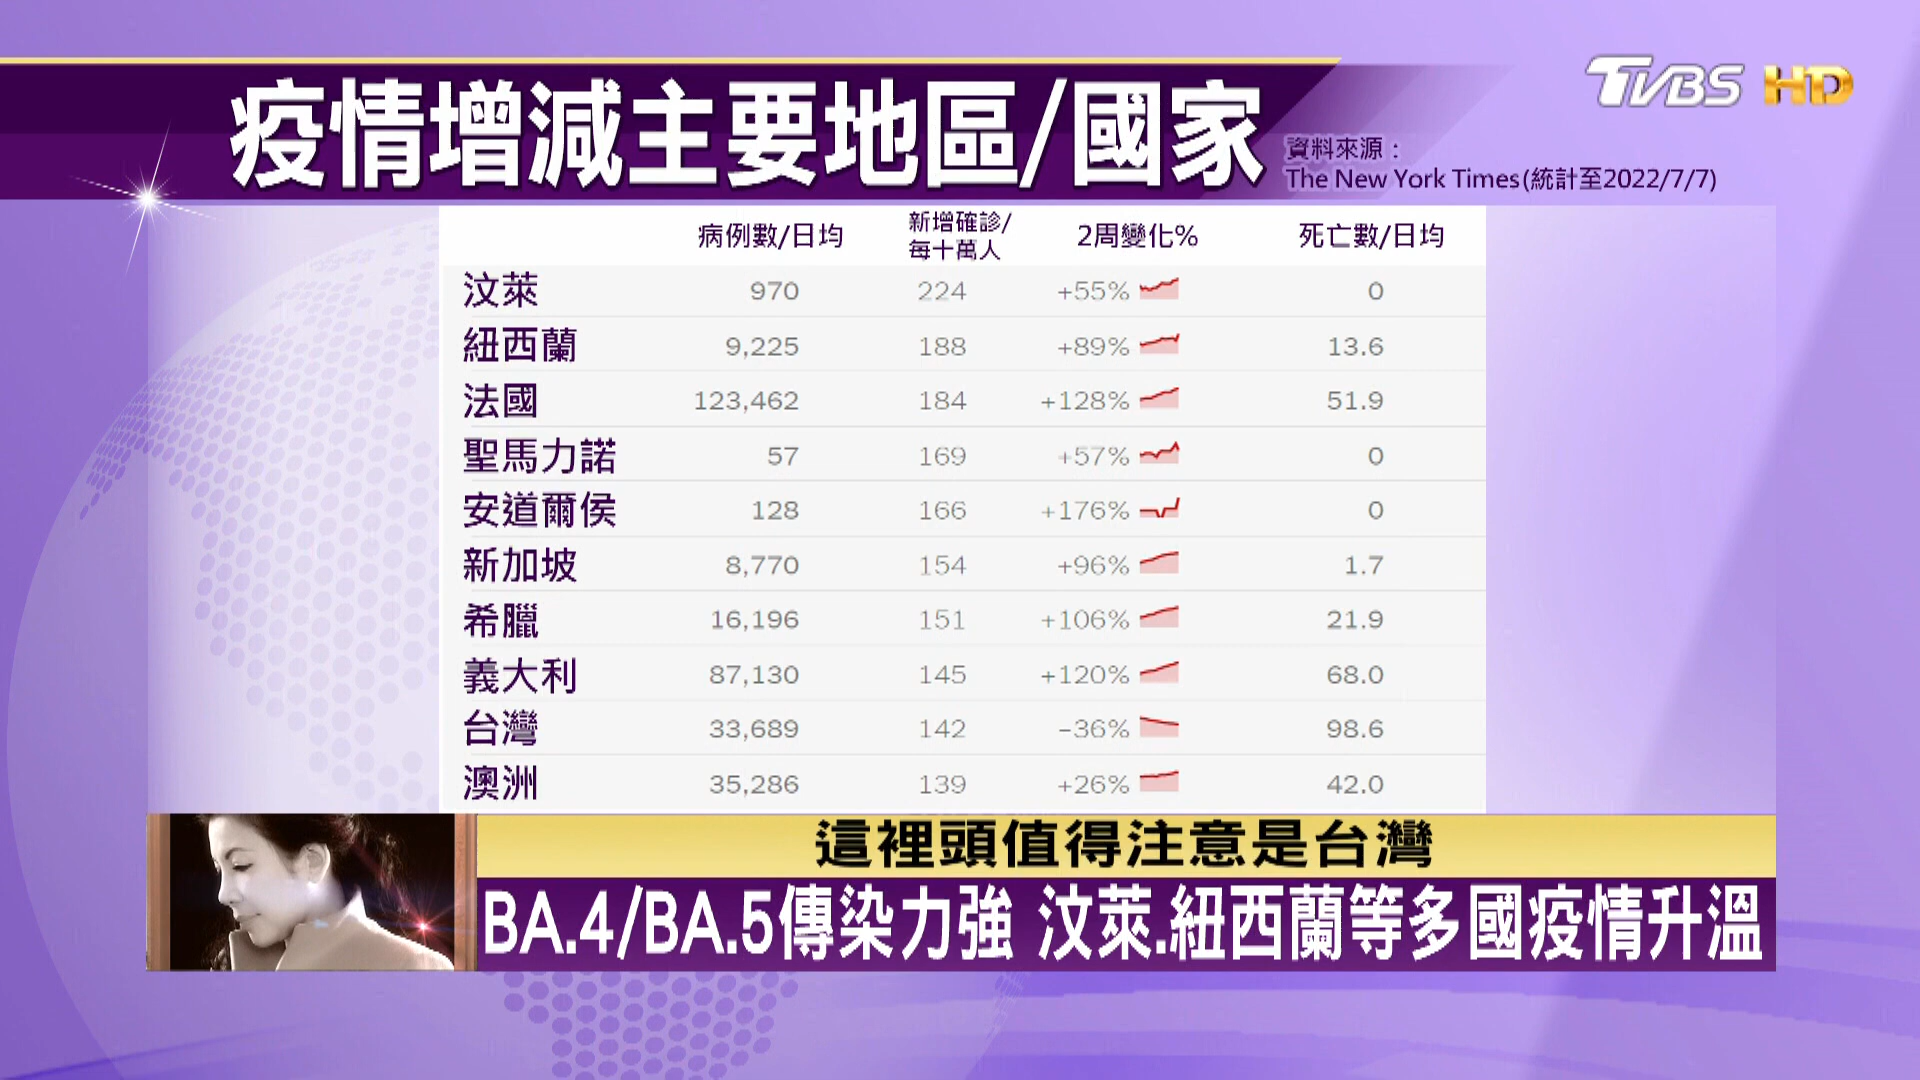 TVBS HD
疫情增減主要地區/國家
資料來源：
The New York Times(統計至2022/7/7)
病例數/日均 新增確診/每十萬人 2周變化% 死亡數/日均
汶萊 970 224 +55% 0
紐西蘭 9,225 188 +89% 13.6
法國 123,462 184 +128% 51.9
聖馬力諾 57 169 +57% 0
安道爾侯 128 166 +176% 0
新加坡 8,770 154 +96% 1.7
希臘 16,196 151 +106% 21.9
義大利 87,130 145 +120% 68.0
台灣 33,689 142 -36% 98.6
澳洲 35,286 139 +26% 42.0
這裡頭值得注意是台灣
BA.4/BA.5傳染力強 汶萊.紐西蘭等多國疫情升溫